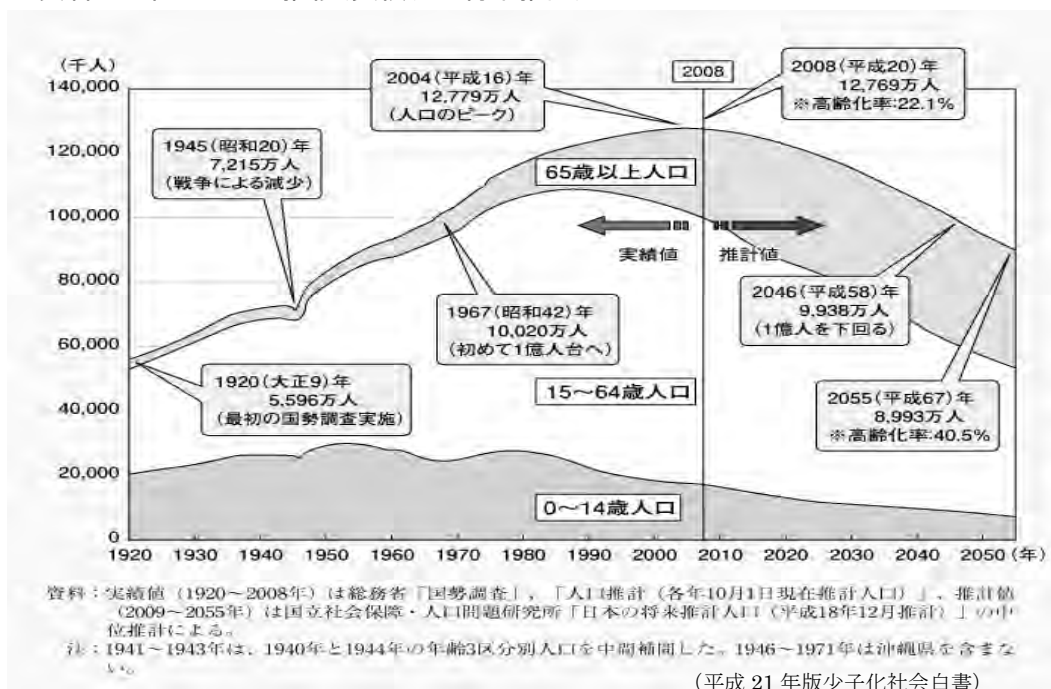 (千人)
140,000
120,000
100,000
80,000
60,000
40,000
20,000
0
1920 1930 1940 1950 1960 1970 1980 1990 2000 2010 2020 2030 2040 2050(年)
2004(平成16)年
12,779万人
(人口のピーク)
2008
2008(平成20)年
12,769万人
※高齢化率:22.1%
1945(昭和20)年
7,215万人
(戦争による減少)
65歳以上人口
実績値
推計値
1967(昭和42)年
10,020万人
(初めて1億人台へ)
2046(平成58)年
9,938万人
(1億人を下回る)
1920(大正9)年
5,596万人
(最初の国勢調査実施)
15~64歳人口
2055(平成67)年
8,993万人
※高齢化率:40.5%
0~14歳人口
資料:実績値(1920~2008年)は総務省「国勢調査」、「人口推計(各年10月1日現在推計人口)」、推計値
(2009~2055年)は国立社会保障・人口問題研究所「日本の将来推計人口(平成18年12月推計)」の中
位推計による。
注:1941~1943年は、1940年と1944年の年齢3区分別人口を中間補間した。1946~1971年は沖縄県を含まな
い。
(平成 21 年版少子化社会白書)